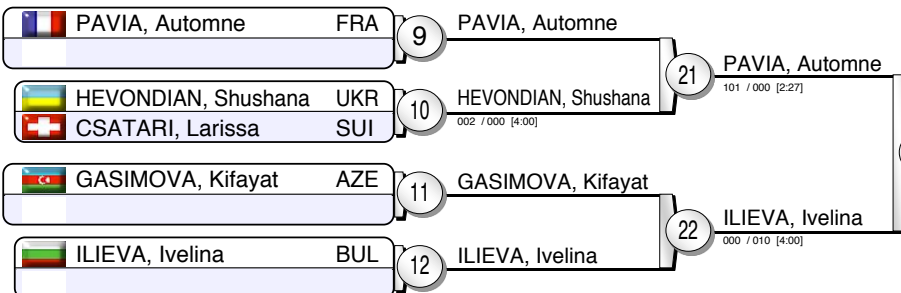 PAVIA, Automne FRA
9
PAVIA, Automne
21
PAVIA, Automne
101 / 000 [2:27]
HEVONDIAN, Shushana UKR
CSATARI, Larissa SUI
10
HEVONDIAN, Shushana
002 / 000 [4:00]
GASIMOVA, Kifayat AZE
11
GASIMOVA, Kifayat
22
ILIEVA, Ivelina
000 / 010 [4:00]
ILIEVA, Ivelina BUL
12
ILIEVA, Ivelina